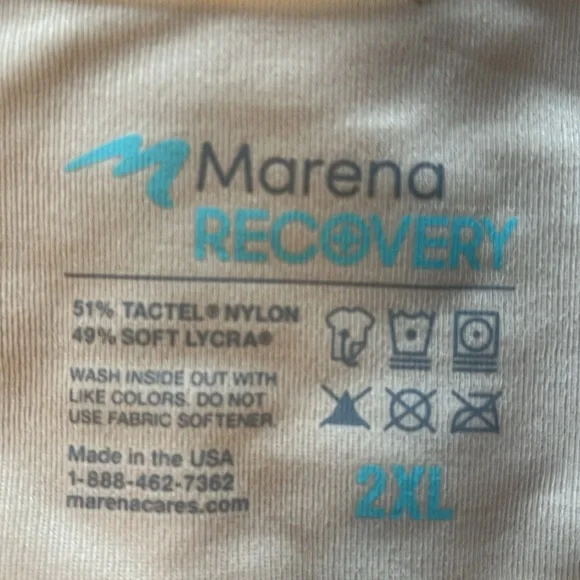 Marena
RECOVERY
51% TACTEL® NYLON
49% SOFT LYCRA®
WASH INSIDE OUT WITH
LIKE COLORS. DO NOT
USE FABRIC SOFTENER.
Made in the USA
1-888-462-7362
marenacares.com
2XL